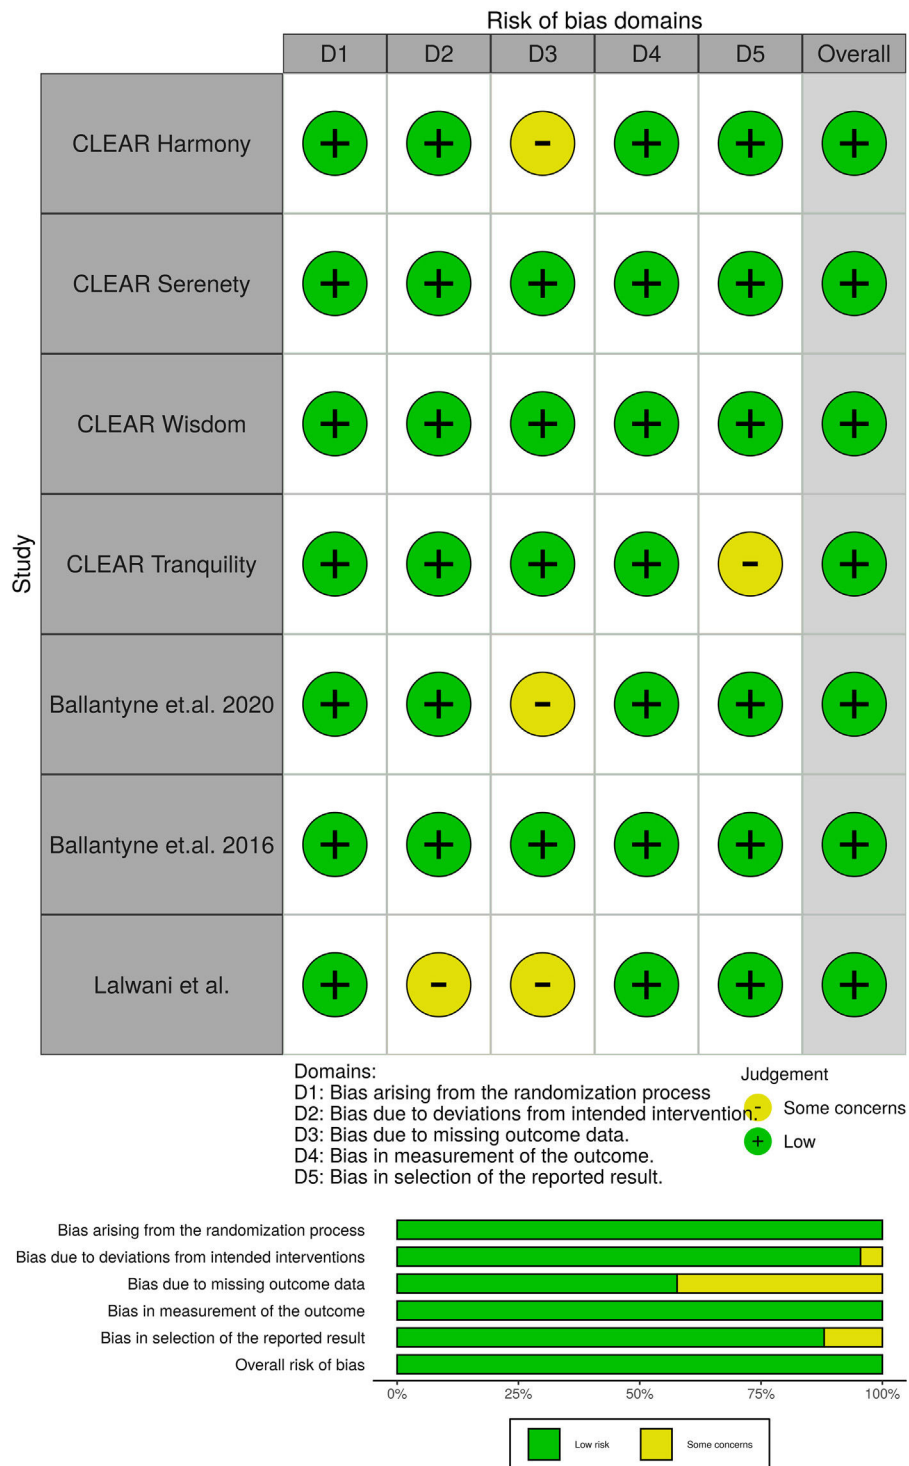 Risk of bias domains
D1 D2 D3 D4 D5 Overall
Study
CLEAR Harmony + + - + + +
CLEAR Serenety + + + + + +
CLEAR Wisdom + + + + + +
CLEAR Tranquility + + + + - +
Ballantyne et.al. 2020 + + - + + +
Ballantyne et.al. 2016 + + + + + +
Lalwani et al. + - - + + +
Domains:
D1: Bias arising from the randomization process
D2: Bias due to deviations from intended intervention.
D3: Bias due to missing outcome data.
D4: Bias in measurement of the outcome.
D5: Bias in selection of the reported result.
Judgement
- Some concerns
+ Low
Bias arising from the randomization process
Bias due to deviations from intended interventions
Bias due to missing outcome data
Bias in measurement of the outcome
Bias in selection of the reported result
Overall risk of bias
0% 25% 50% 75% 100%
Low risk Some concerns